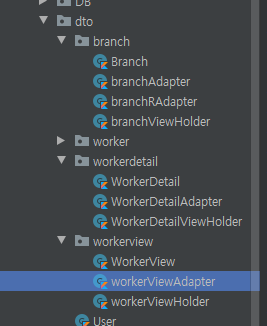 DB
dto
branch
Branch
branchAdapter
branchRAdapter
branchViewHolder
worker
workerdetail
WorkerDetail
WorkerDetailAdapter
WorkerDetailViewHolder
workerview
WorkerView
workerViewAdapter
workerViewHolder
User